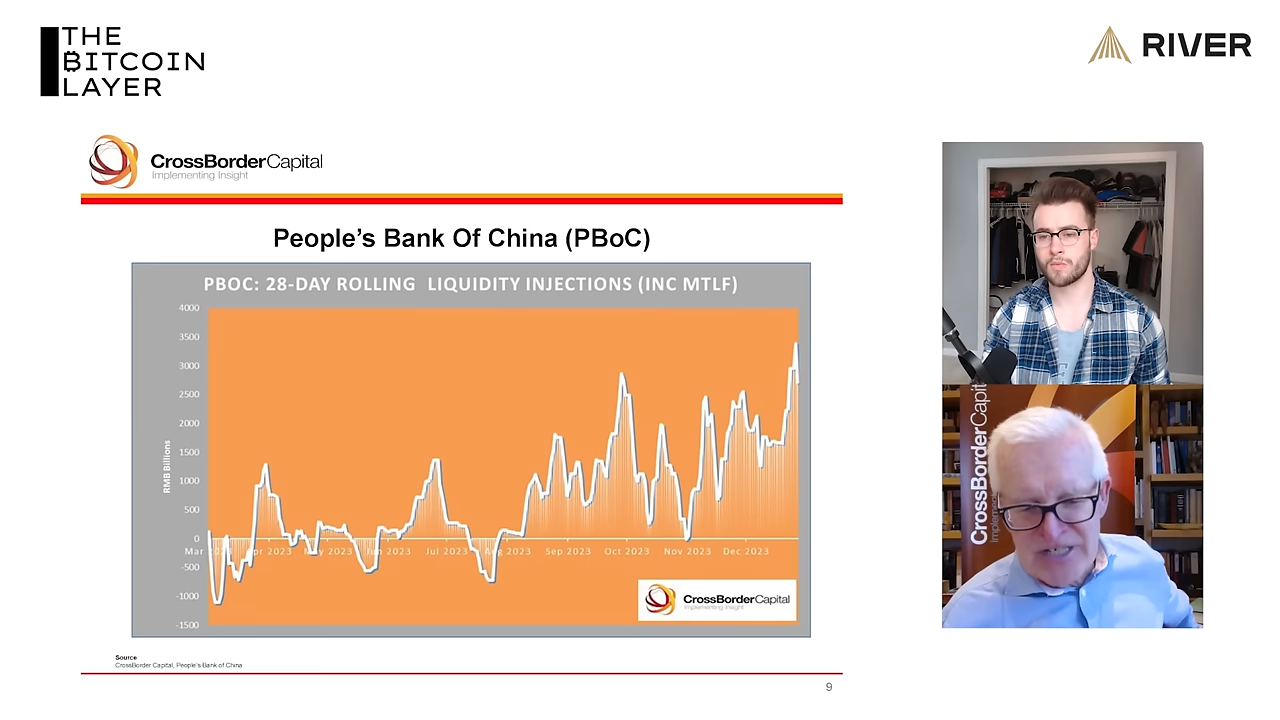 THE
BITCOIN
LAYER
RIVER
CrossBorderCapital
Implementing Insight
People's Bank Of China (PBoC)
PBOC: 28-DAY ROLLING LIQUIDITY INJECTIONS (INC MTLF)
4000
3500
3000
2500
2000
1500
1000
500
0
-500
-1000
-1500
RMB Billions
Mar 2023 Apr 2023 May 2023 Jun 2023 Jul 2023 Aug 2023 Sep 2023 Oct 2023 Nov 2023 Dec 2023
CrossBorderCapital
Implementing Insight
Source
CrossBorder Capital, People's Bank of China
9
CrossBorderCapit